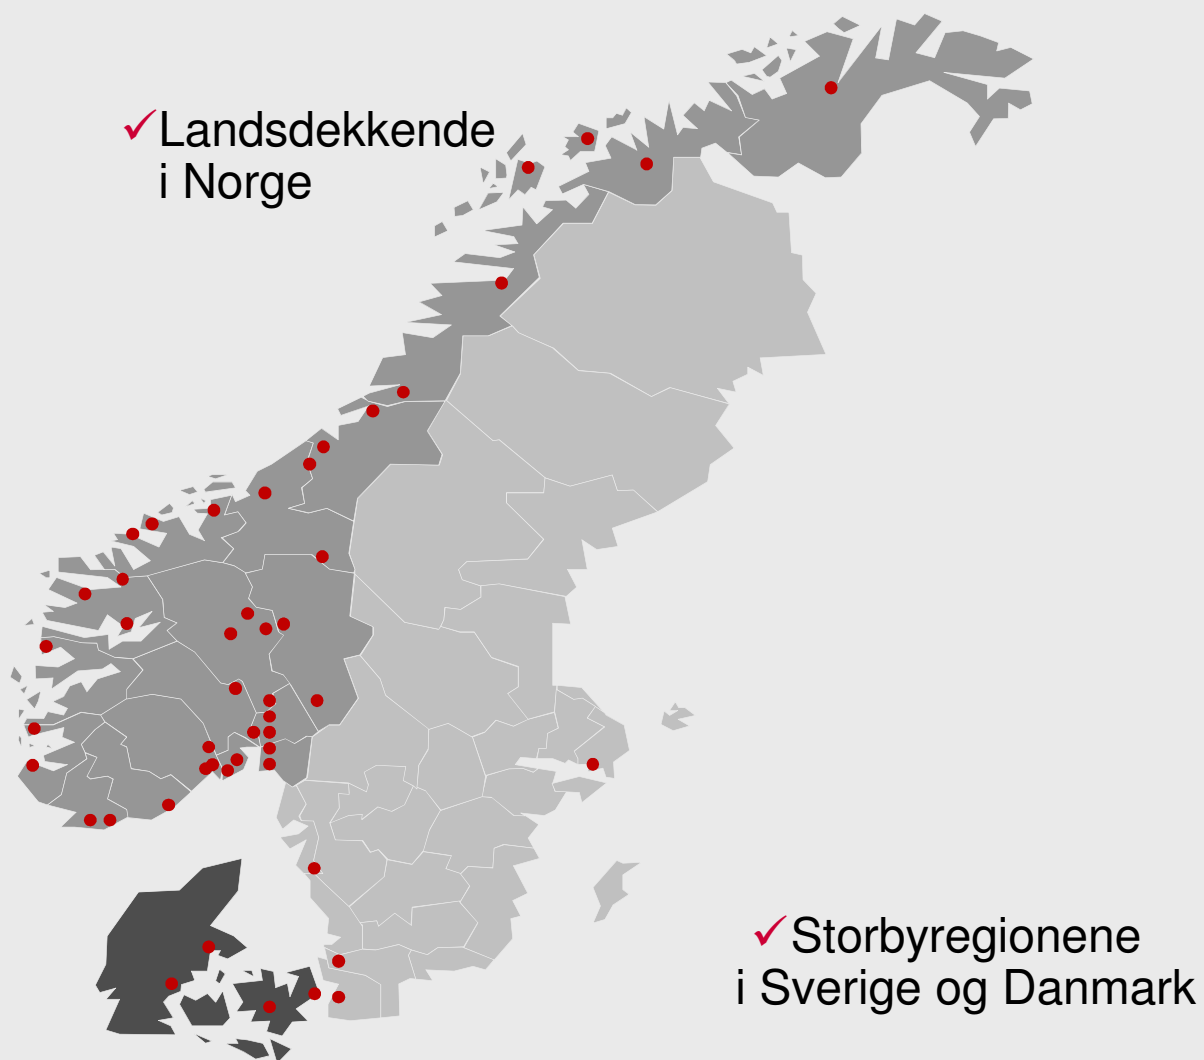 ✓Landsdekkende
i Norge
✓Storbyregionene
i Sverige og Danmark